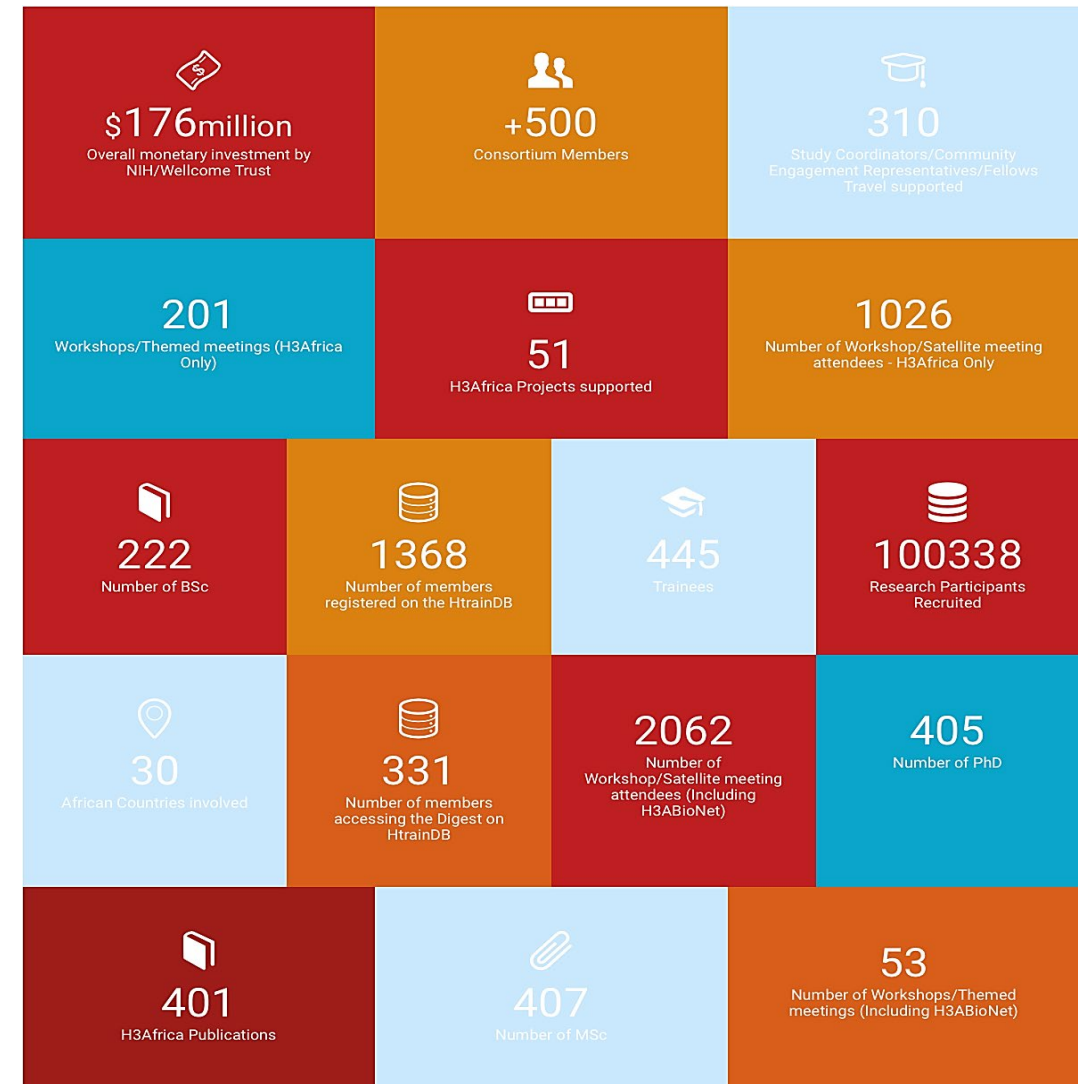 $176million
Overall monetary investment by
NIH/Wellcome Trust
+500
Consortium Members
310
Study Coordinators/Community
Engagement Representatives/Fellows
Travel supported
201
Workshops/Themed meetings (H3Africa
Only)
51
H3Africa Projects supported
1026
Number of Workshop/Satellite meeting
attendees - H3Africa Only
222
Number of BSc
1368
Number of members
registered on the HtrainDB
445
Trainees
100338
Research Participants
Recruited
30
African Countries involved
331
Number of members
accessing the Digest on
HtrainDB
2062
Number of
Workshop/Satellite meeting
attendees (Including
H3ABioNet)
405
Number of PhD
401
H3Africa Publications
407
Number of MSc
53
Number of Workshops/Themed
meetings (Including H3ABioNet)